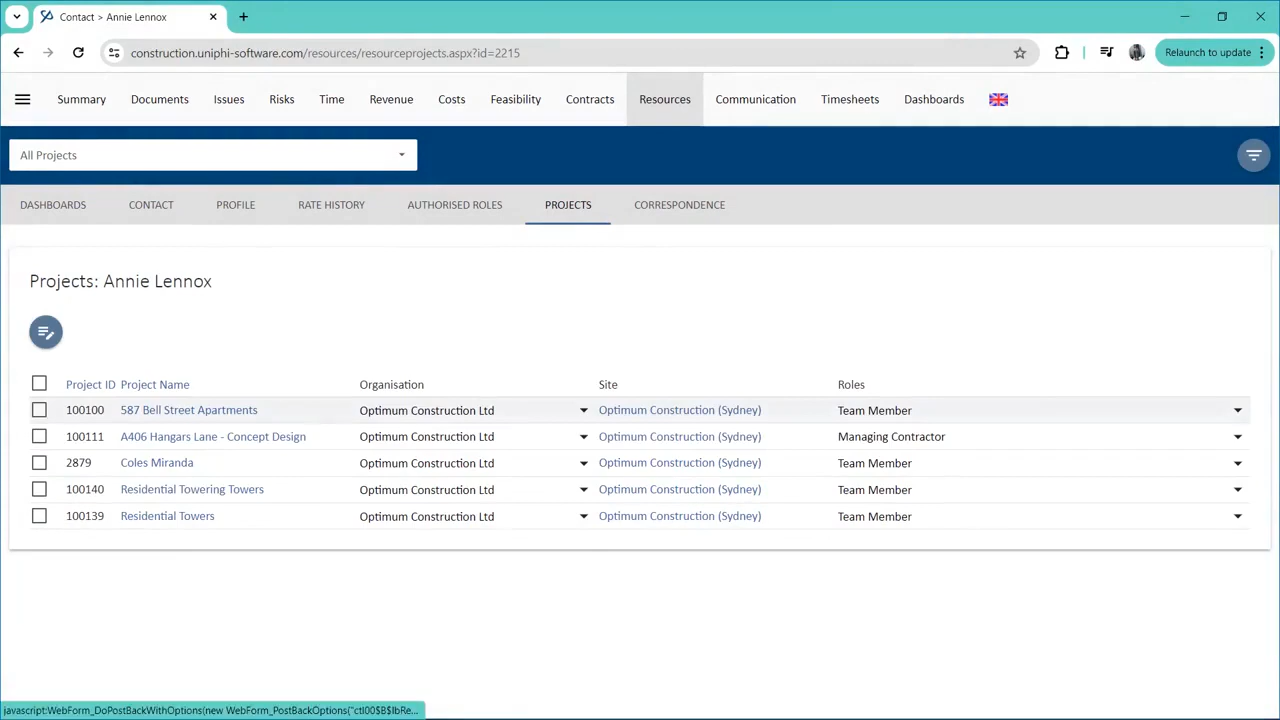 Contact > Annie Lennox
construction.uniphi-software.com/resources/resourceprojects.aspx?id=2215
Relaunch to update
Summary Documents Issues Risks Time Revenue Costs Feasibility Contracts Resources Communication Timesheets Dashboards
All Projects
DASHBOARDS CONTACT PROFILE RATE HISTORY AUTHORISED ROLES PROJECTS CORRESPONDENCE
Projects: Annie Lennox
Project ID Project Name Organisation Site Roles
100100 587 Bell Street Apartments Optimum Construction Ltd Optimum Construction (Sydney) Team Member
100111 A406 Hangars Lane - Concept Design Optimum Construction Ltd Optimum Construction (Sydney) Managing Contractor
2879 Coles Miranda Optimum Construction Ltd Optimum Construction (Sydney) Team Member
100140 Residential Towering Towers Optimum Construction Ltd Optimum Construction (Sydney) Team Member
100139 Residential Towers Optimum Construction Ltd Optimum Construction (Sydney) Team Member
javascript:WebForm_DoPostBackWithOptions(new WebForm_PostBackOptions("ctl00$B$lbRe...